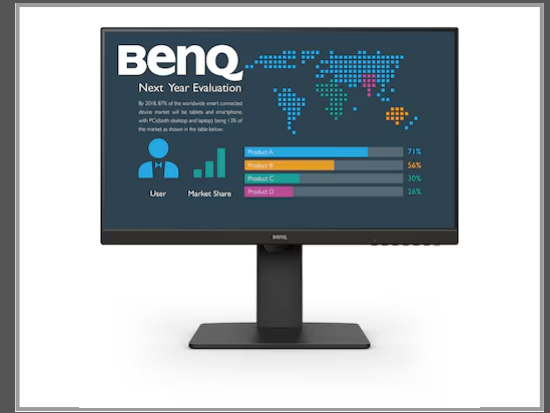 BenQ
Next Year Evaluation
By 2018, 87% of the worldwide smart connected
device market will be tablets and smartphone,
with PCs(both desktop and laptop) being 13% of
the market as shown in the table below:
Product A 71%
Product B 56%
Product C 30%
Product D 26%
User Market Share
BenQ